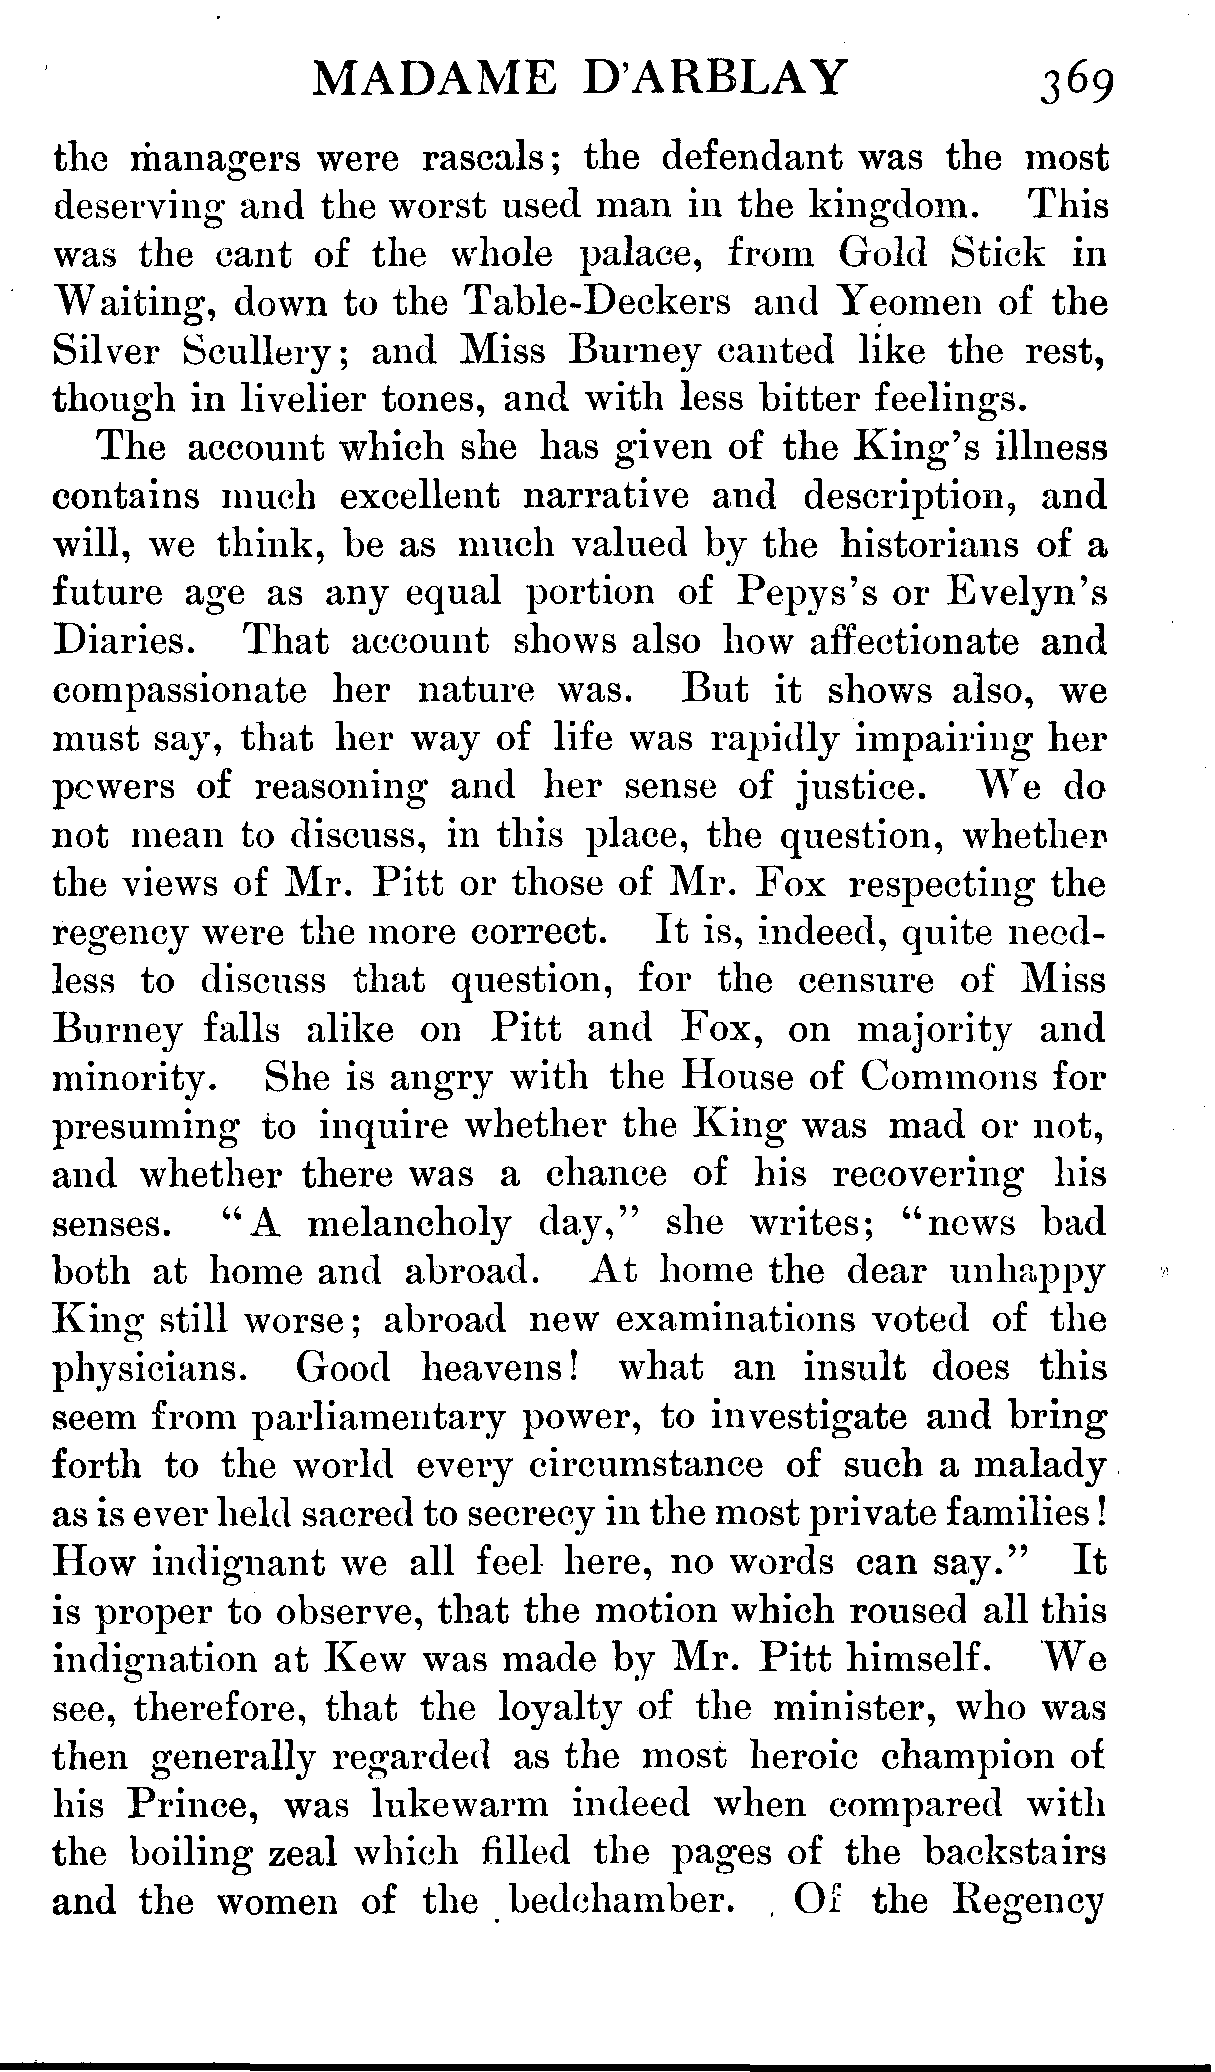 MADAME D'ARBLAY 369
the managers were rascals; the defendant was the most
deserving and the worst used man in the kingdom. This
was the cant of the whole palace, from Gold Stick in
Waiting, down to the Table-Deckers and Yeomen of the
Silver Scullery; and Miss Burney canted like the rest,
though in livelier tones, and with less bitter feelings.
The account which she has given of the King's illness
contains much excellent narrative and description, and
will, we think, be as much valued by the historians of a
future age as any equal portion of Pepys's or Evelyn's
Diaries. That account shows also how affectionate and
compassionate her nature was. But it shows also, we
must say, that her way of life was rapidly impairing her
powers of reasoning and her sense of justice. We do
not mean to discuss, in this place, the question, whether
the views of Mr. Pitt or those of Mr. Fox respecting the
regency were the more correct. It is, indeed, quite need-
less to discuss that question, for the censure of Miss
Burney falls alike on Pitt and Fox, on majority and
minority. She is angry with the House of Commons for
presuming to inquire whether the King was mad or not,
and whether there was a chance of his recovering his
senses. "A melancholy day," she writes; "news bad
both at home and abroad. At home the dear unhappy
King still worse; abroad new examinations voted of the
physicians. Good heavens! what an insult does this
seem from parliamentary power, to investigate and bring
forth to the world every circumstance of such a malady
as is ever held sacred to secrecy in the most private families!
How indignant we all feel here, no words can say." It
is proper to observe, that the motion which roused all this
indignation at Kew was made by Mr. Pitt himself. We
see, therefore, that the loyalty of the minister, who was
then generally regarded as the most heroic champion of
his Prince, was lukewarm indeed when compared with
the boiling zeal which filled the pages of the backstairs
and the women of the bedchamber. Of the Regency